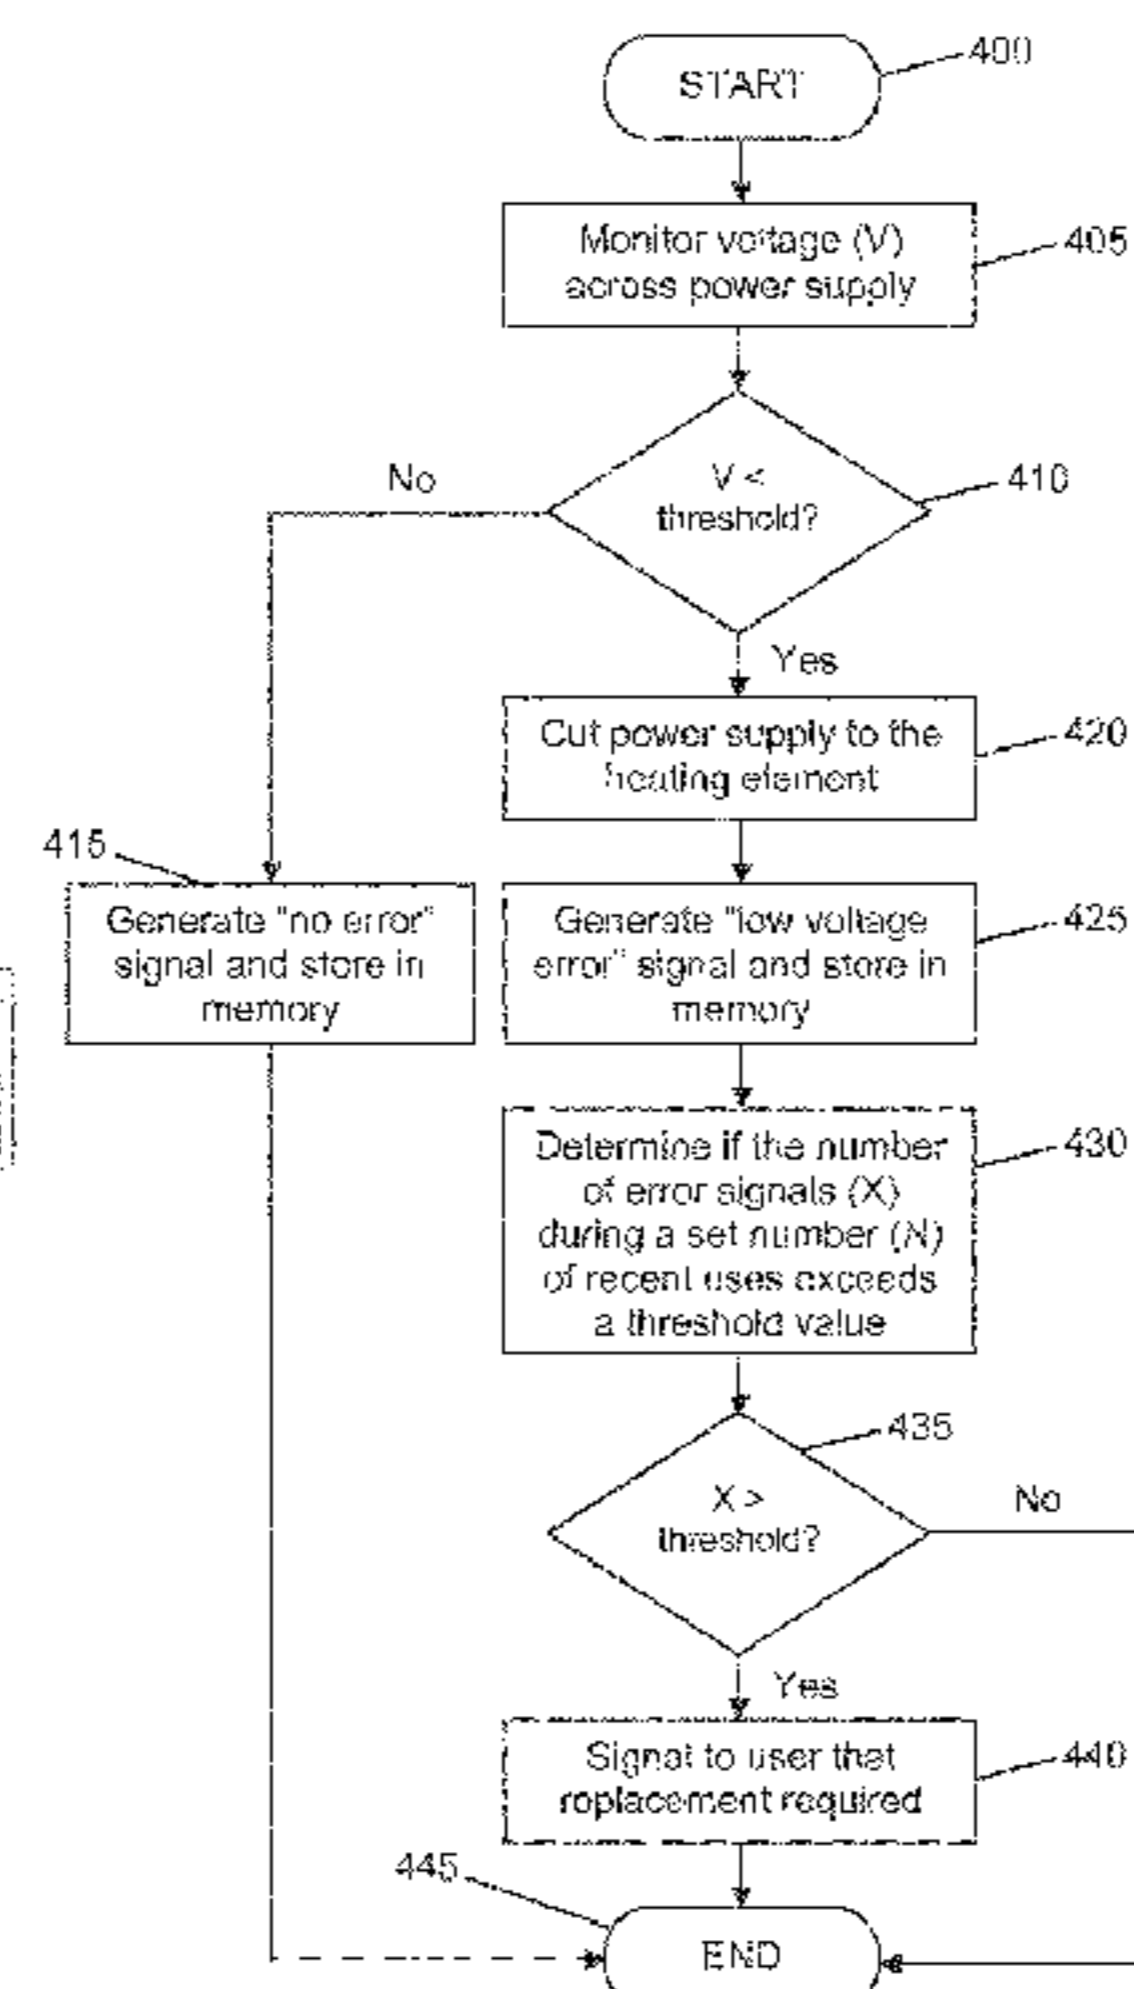 START
400
Monitor voltage (V)
across power supply
405
V <
threshold?
410
No
Yes
Cut power supply to the
heating element
420
415
Generate "no error"
signal and store in
memory
Generate "low voltage
error" signal and store in
memory
425
Determine if the number
of error signals (X)
during a set number (N)
of recent uses exceeds
a threshold value
430
435
X >
threshold?
No
Yes
Signal to user that
replacement required
440
445
END